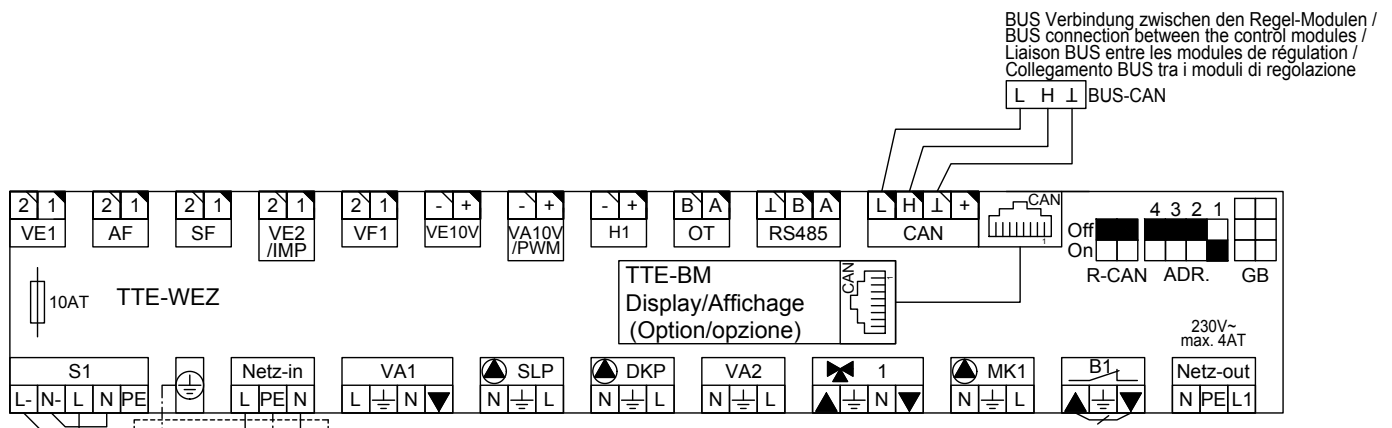 BUS Verbindung zwischen den Regel-Modulen /
BUS connection between the control modules /
Liaison BUS entre les modules de régulation /
Collegamento BUS tra i moduli di regolazione
L H ⊥ BUS-CAN
2 1 2 1 2 1 2 1 2 1 - + - + - + B A ⊥ B A L H ⊥ + CAN
VE1 AF SF VE2 /IMP VF1 VE10V VA10V /PWM H1 OT RS485 CAN 1
4 3 2 1
Off
On
R-CAN ADR. GB
10AT TTE-WEZ
TTE-BM
Display/Affichage
(Option/opzione)
CAN 1
230V~
max. 4AT
S1 Netz-in VA1 SLP DKP VA2 1 MK1 B1 Netz-out
L- N- L N PE L PE N L N ▼ N L N L N L ▲ N ▼ N L ▲ ▼ N PE L1